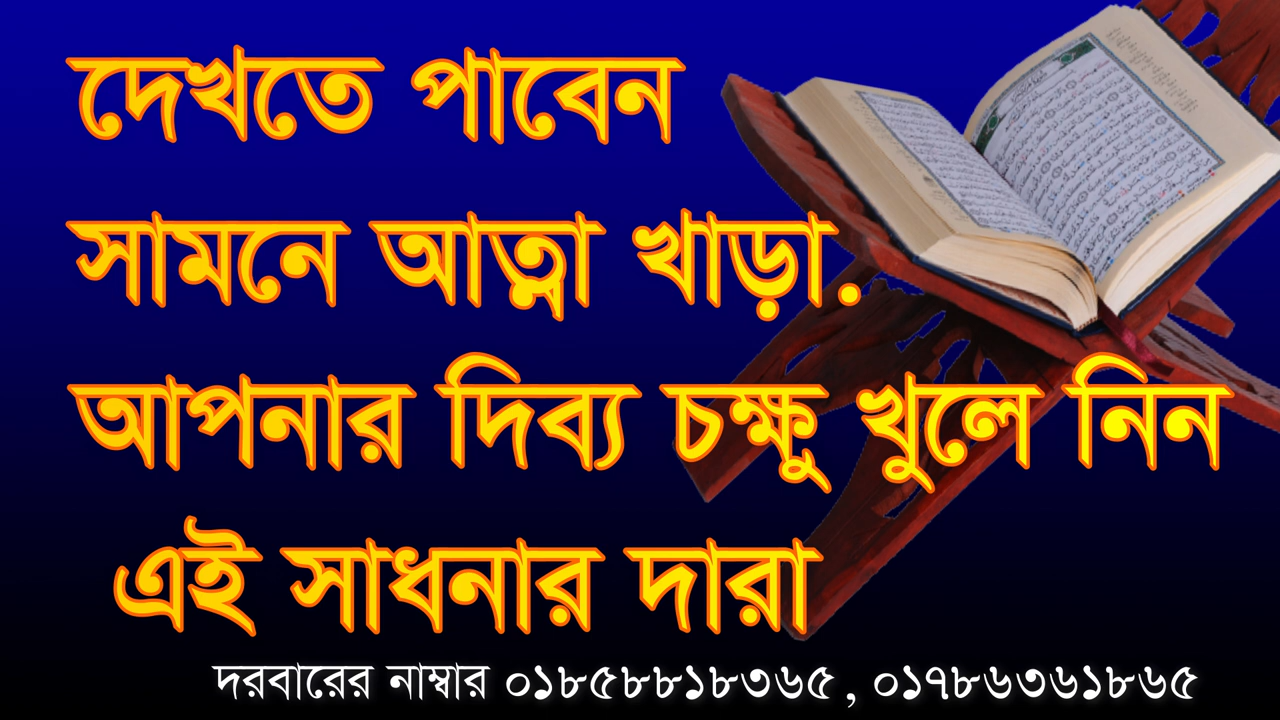 দেখতে পাবেন
সামনে আত্না খাড়া.
আপনার দিব্য চক্ষু খুলে নিন
এই সাধনার দারা
দরবারের নাম্বার ০১৮৫৮৮১৮৩৬৫, ০১৭৮৬৩৬১৮৬৫